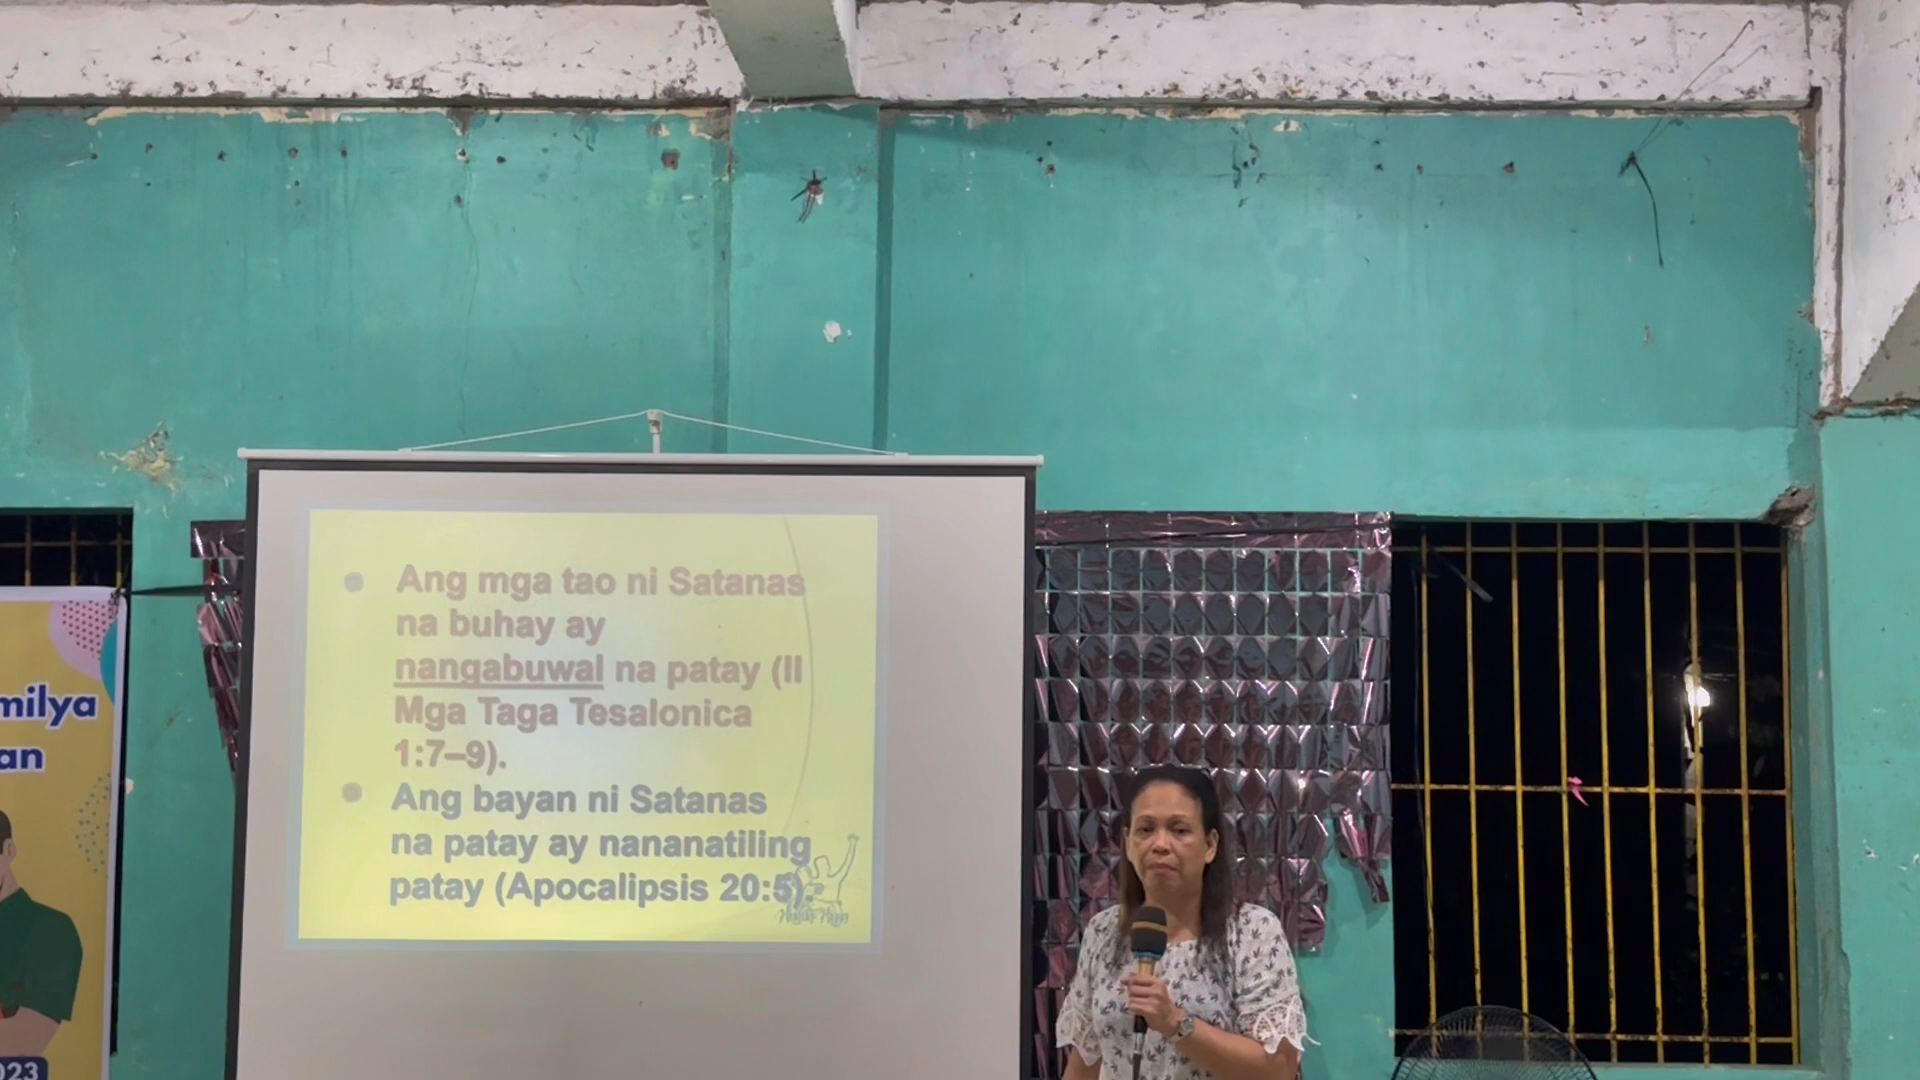 Ang mga tao ni Satanas
na buhay ay
nangabuwal na patay (II
Mga Taga Tesalonica
1:7–9).
Ang bayan ni Satanas
na patay ay nananatiling
patay (Apocalipsis 20:5).
milya
an
023